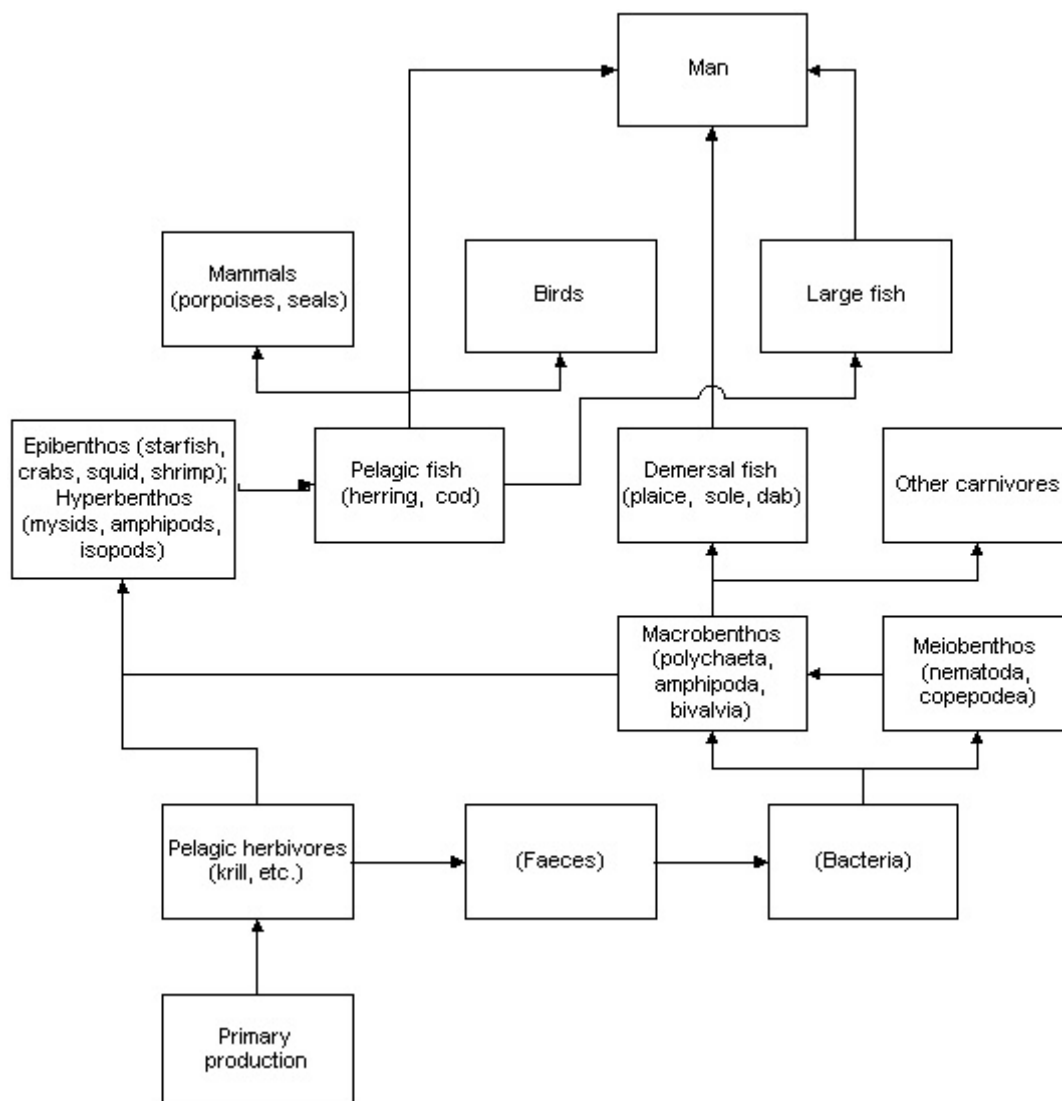 Man
Mammals
(porpoises, seals)
Birds
Large fish
Epibenthos (starfish,
crabs, squid, shrimp);
Hyperbenthos
(mysids, amphipods,
isopods)
Pelagic fish
(herring, cod)
Demersal fish
(plaice, sole, dab)
Other carnivores
Macrobenthos
(polychaeta,
amphipoda,
bivalvia)
Meiobenthos
(nematoda,
copepodea)
Pelagic herbivores
(krill, etc.)
(Faeces)
(Bacteria)
Primary
production